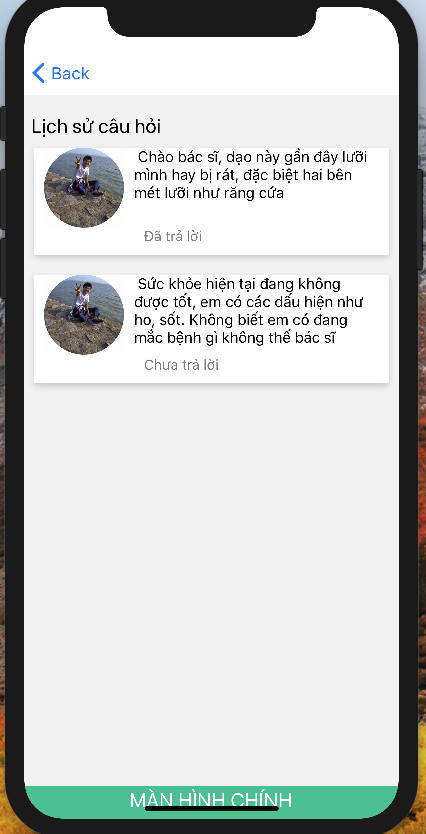 Back
Lịch sử câu hỏi
Chào bác sĩ, dạo này gần đây lưỡi
mình hay bị rát, đặc biệt hai bên
mét lưỡi như răng cứa
Đã trả lời
Sức khỏe hiện tại đang không
được tốt, em có các dấu hiện như
ho, sốt. Không biết em có đang
mắc bệnh gì không thế bác sĩ
Chưa trả lời
MÀN HÌNH CHÍNH